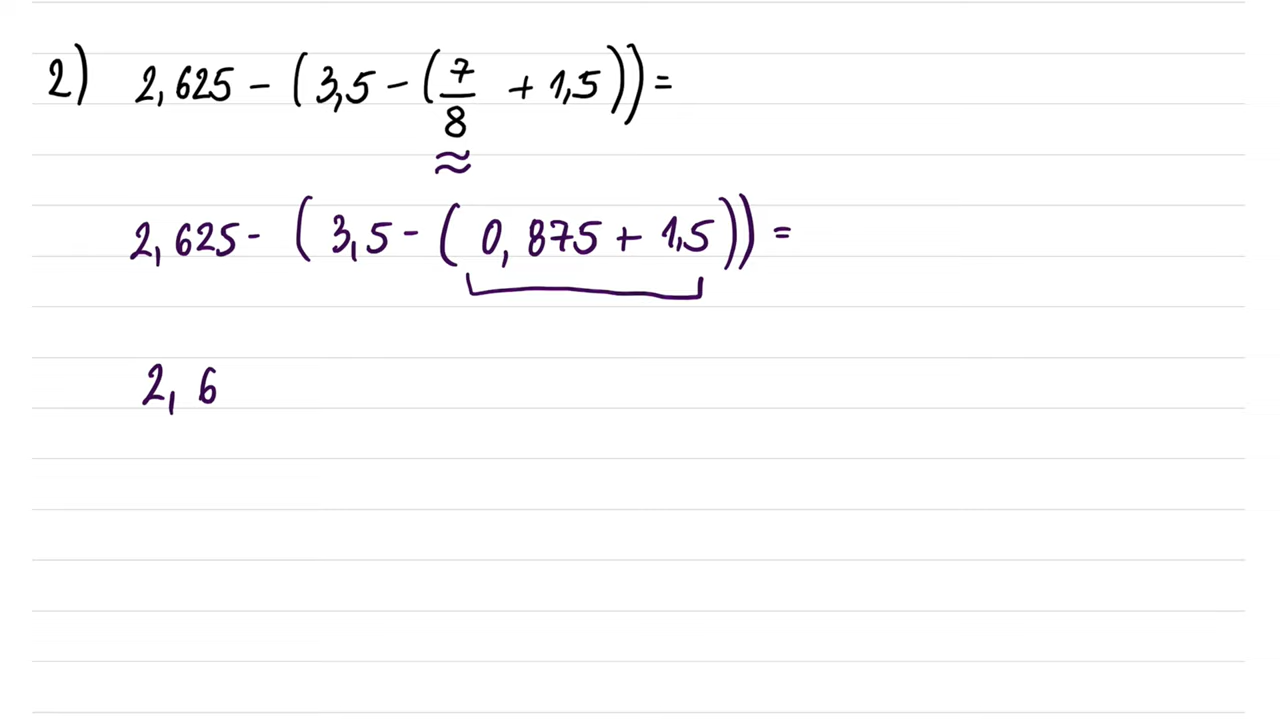 2) 2,625 - (3,5 - (7/8 + 1,5)) =
≈
2,625 - (3,5 - (0,875 + 1,5)) =
2,6